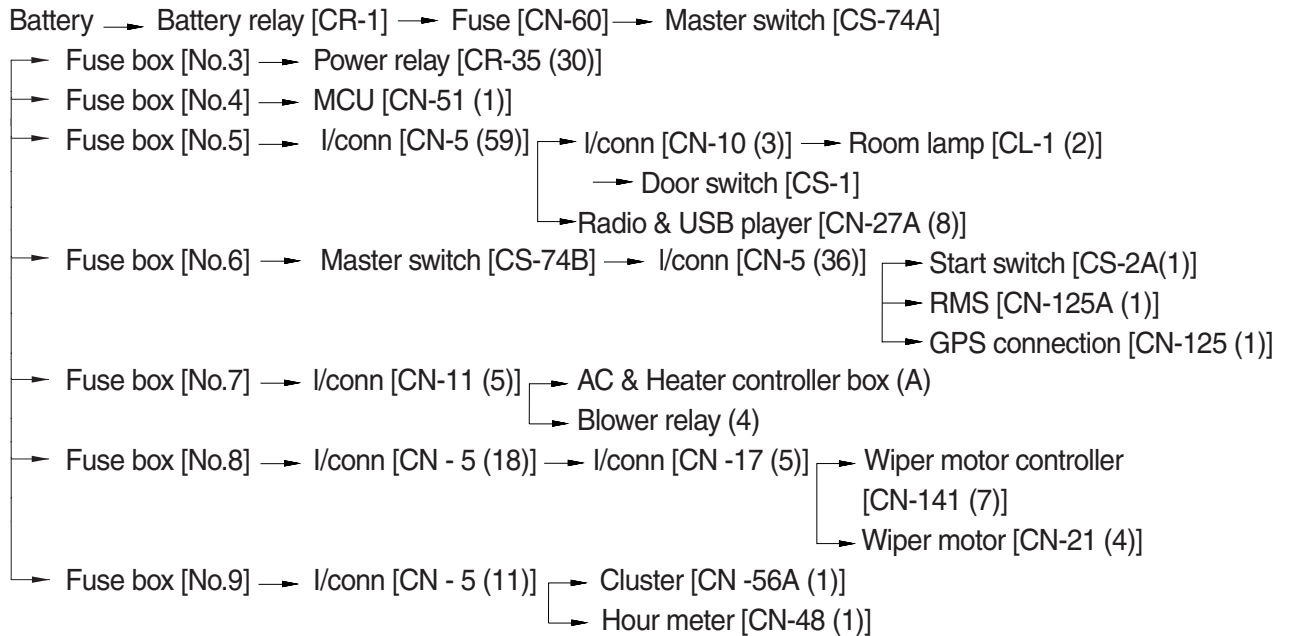 Battery → Battery relay [CR-1] → Fuse [CN-60] → Master switch [CS-74A]
Fuse box [No.3] → Power relay [CR-35 (30)]
Fuse box [No.4] → MCU [CN-51 (1)]
Fuse box [No.5] → I/conn [CN-5 (59)] → I/conn [CN-10 (3)] → Room lamp [CL-1 (2)]
→ Door switch [CS-1]
→ Radio & USB player [CN-27A (8)]
Fuse box [No.6] → Master switch [CS-74B] → I/conn [CN-5 (36)] → Start switch [CS-2A(1)]
→ RMS [CN-125A (1)]
→ GPS connection [CN-125 (1)]
Fuse box [No.7] → I/conn [CN-11 (5)] → AC & Heater controller box (A)
→ Blower relay (4)
Fuse box [No.8] → I/conn [CN - 5 (18)] → I/conn [CN -17 (5)] → Wiper motor controller
[CN-141 (7)]
→ Wiper motor [CN-21 (4)]
Fuse box [No.9] → I/conn [CN - 5 (11)] → Cluster [CN -56A (1)]
→ Hour meter [CN-48 (1)]